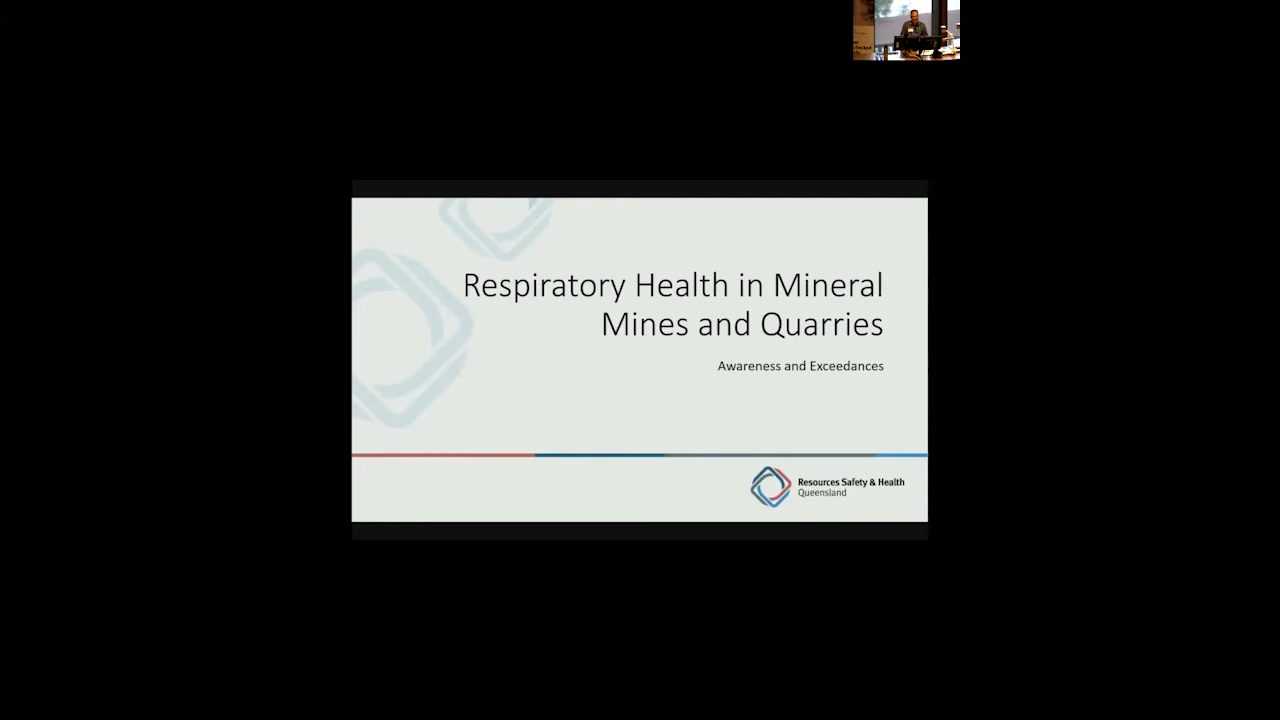 Respiratory Health in Mineral
Mines and Quarries
Awareness and Exceedances
Resources Safety & Health
Queensland